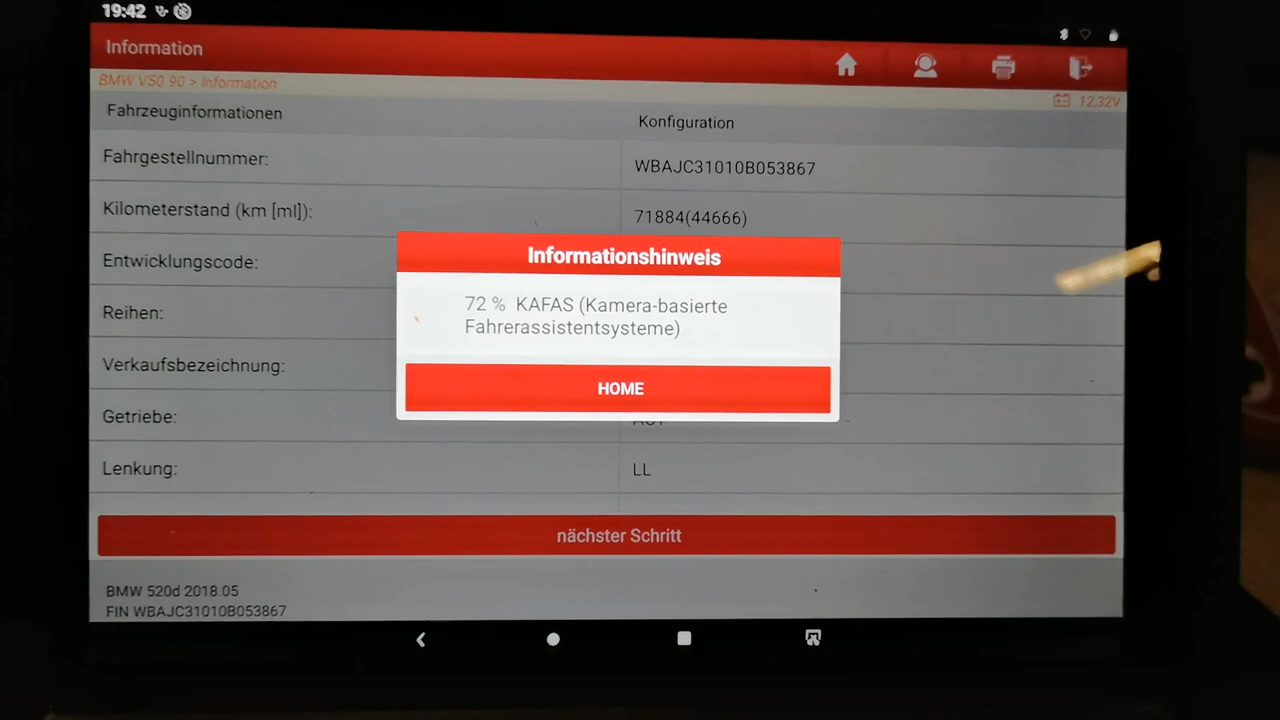 19:42
Information
BMW V50.90 > Information
12,32V
Fahrzeuginformationen
Konfiguration
Fahrgestellnummer:
WBAJC31010B053867
Kilometerstand (km [ml]):
71884(44666)
Entwicklungscode:
Reihen:
Verkaufsbezeichnung:
Getriebe:
Lenkung:
LL
Informationshinweis
72 % KAFAS (Kamera-basierte
Fahrerassistentsysteme)
HOME
nächster Schritt
BMW 520d 2018.05
FIN WBAJC31010B053867